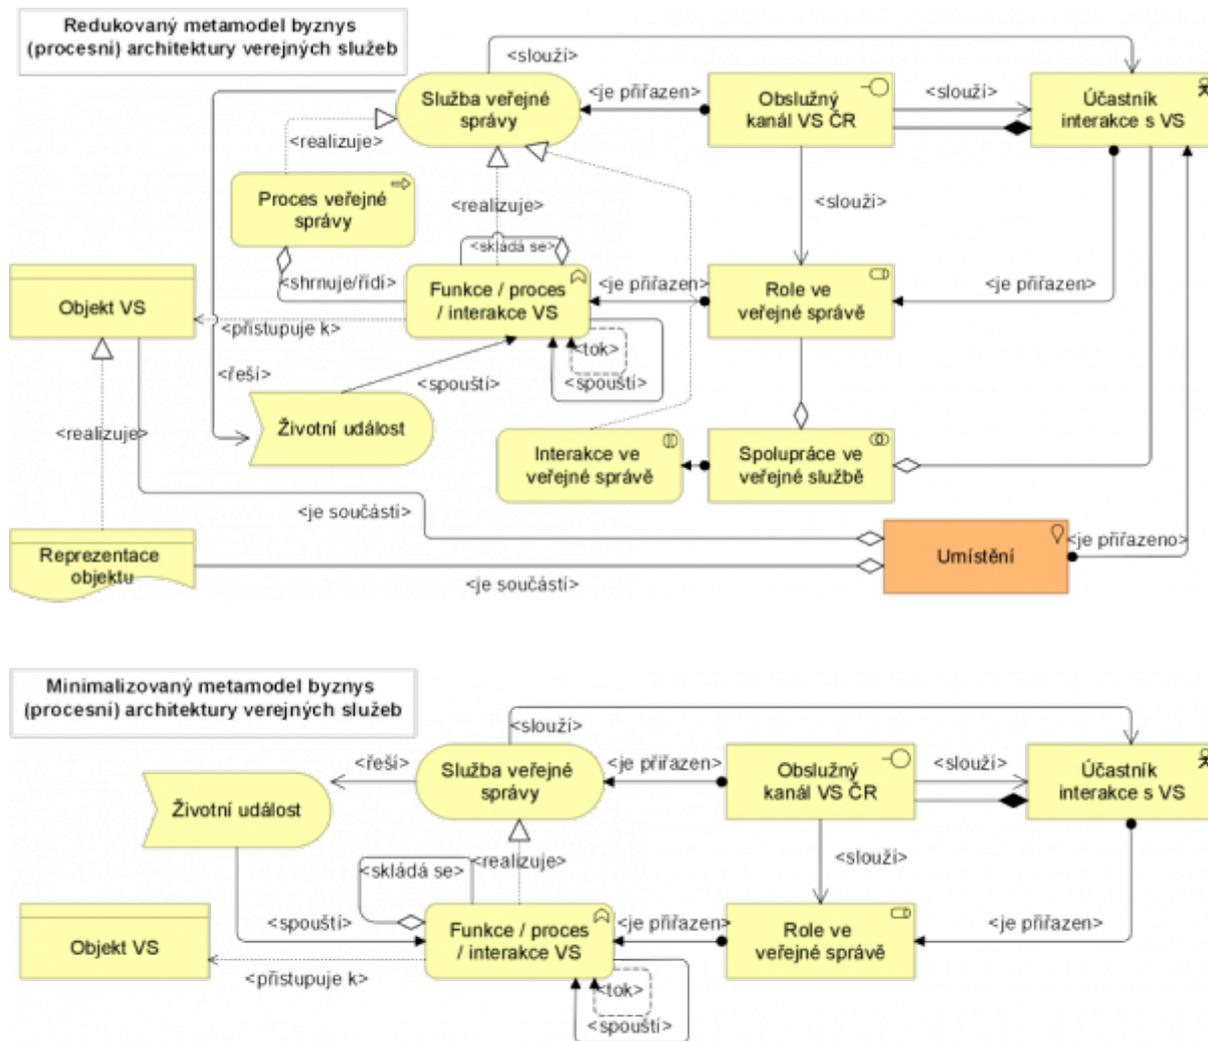 Redukovaný metamodel byznys
(procesní) architektury verejných služeb
<slouží>
Služba veřejné
správy
<je přiřazen>
Obslužný
kanál VS ČR
<slouží>
Účastník
interakce s VS
<realizuje>
Proces veřejné
správy
<realizuje>
<slouží>
<skládá se>
Objekt VS
<shrnuje/řídí>
Funkce / proces
/ interakce VS
<je přiřazen>
Role ve
veřejné správě
<je přiřazen>
<přistupuje k>
<tok>
<řeší>
<spouští>
<spouští>
<realizuje>
Životní událost
Interakce ve
veřejné správě
Spolupráce ve
veřejné službě
<je součástí>
Reprezentace
objektu
Umístění
<je přiřazeno>
<je součástí>
Minimalizovaný metamodel byznys
(procesní) architektury verejných služeb
<slouží>
Životní událost
<řeší>
Služba veřejné
správy
<je přiřazen>
Obslužný
kanál VS ČR
<slouží>
Účastník
interakce s VS
<skládá se>
<realizuje>
<slouží>
Objekt VS
<spouští>
Funkce / proces
/ interakce VS
<je přiřazen>
Role ve
veřejné správě
<je přiřazen>
<přistupuje k>
<tok>
<spouští>